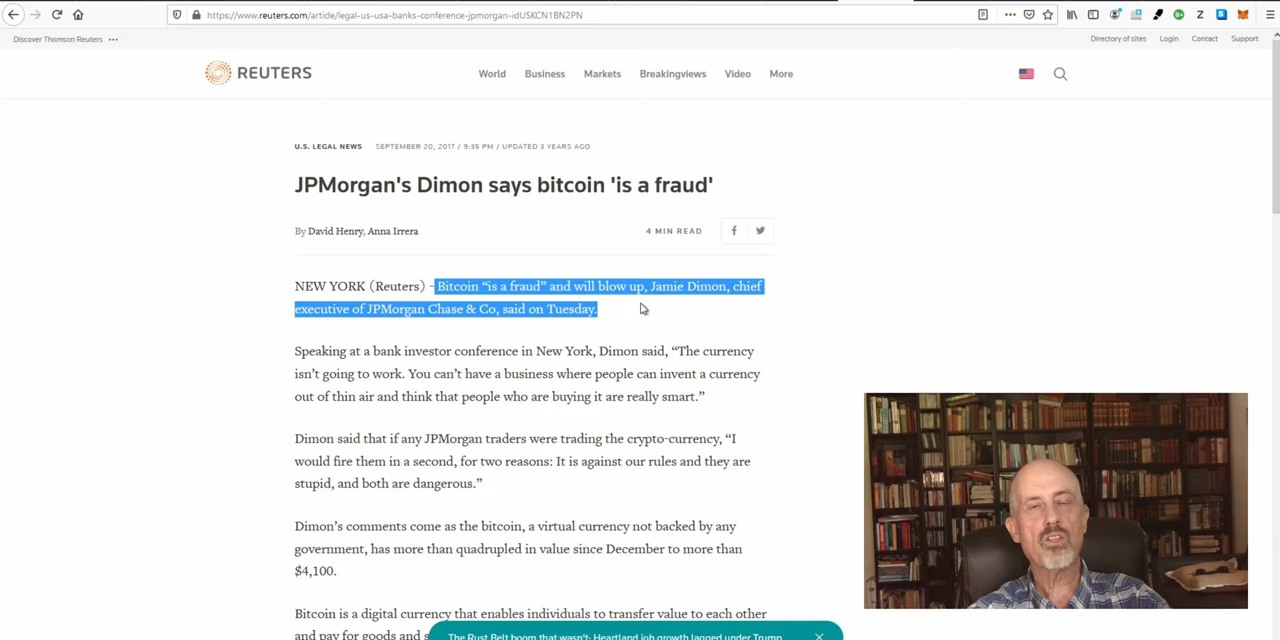 https://www.reuters.com/article/legal-us-usa-banks-conference-jpmorgan-idUSKCN1BN2PN
Discover Thomson Reuters
Directory of sites Login Contact Support
REUTERS
World Business Markets Breakingviews Video More
U.S. LEGAL NEWS SEPTEMBER 20, 2017 / 9:35 PM / UPDATED 3 YEARS AGO
JPMorgan's Dimon says bitcoin 'is a fraud'
By David Henry, Anna Irrera
4 MIN READ
NEW YORK (Reuters) - Bitcoin “is a fraud” and will blow up, Jamie Dimon, chief
executive of JPMorgan Chase & Co, said on Tuesday.
Speaking at a bank investor conference in New York, Dimon said, “The currency
isn’t going to work. You can’t have a business where people can invent a currency
out of thin air and think that people who are buying it are really smart.”
Dimon said that if any JPMorgan traders were trading the crypto-currency, “I
would fire them in a second, for two reasons: It is against our rules and they are
stupid, and both are dangerous.”
Dimon’s comments come as the bitcoin, a virtual currency not backed by any
government, has more than quadrupled in value since December to more than
$4,100.
Bitcoin is a digital currency that enables individuals to transfer value to each other
and pay for goods and
The Rust Belt boom that wasn't: Heartland job growth lagged under Trump